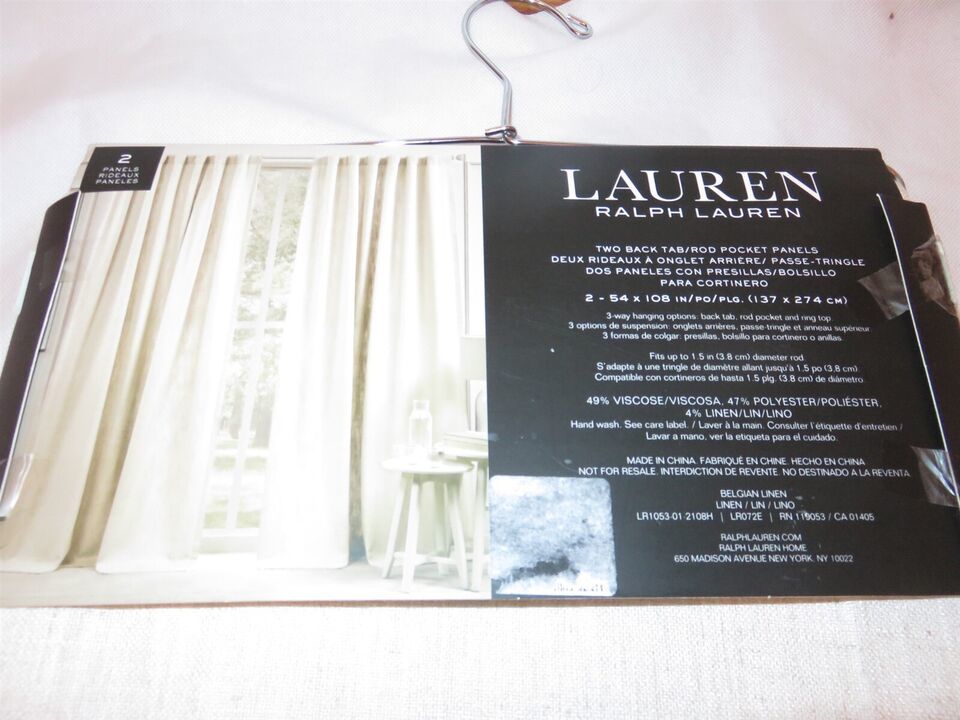 2
PANELS
RIDEAUX
PANELES
LAUREN
RALPH LAUREN
TWO BACK TAB/ROD POCKET PANELS
DEUX RIDEAUX À ONGLET ARRIÈRE/ PASSE-TRINGLE
DOS PANELES CON PRESILLAS/BOLSILLO
PARA CORTINERO
2 - 54 X 108 IN/PO/PLG. (137 X 274 CM)
3-way hanging options: back tab, rod pocket and ring top
3 options de suspension: onglets arrières, passe-tringle et anneau supérieur
3 formas de colgar: presillas, bolsillo para cortinero o anillas
Fits up to 1.5 in (3.8 cm) diameter rod
S'adapte à une tringle de diamètre allant jusqu'à 1.5 po (3.8 cm)
Compatible con cortineros de hasta 1.5 plg. (3.8 cm) de diámetro
49% VISCOSE/VISCOSA, 47% POLYESTER/POLIÉSTER,
4% LINEN/LIN/LINO
Hand wash. See care label. / Laver à la main. Consulter l'étiquette d'entretien /
Lavar a mano, ver la etiqueta para el cuidado.
MADE IN CHINA. FABRIQUÉ EN CHINE. HECHO EN CHINA
NOT FOR RESALE. INTERDICTION DE REVENTE. NO DESTINADO A LA REVENTA
BELGIAN LINEN
LINEN / LIN / LINO
LR1053-01-2108H | LR072E | RN 119053 / CA 01405
RALPHLAUREN.COM
RALPH LAUREN HOME
650 MADISON AVENUE NEW YORK, NY 10022